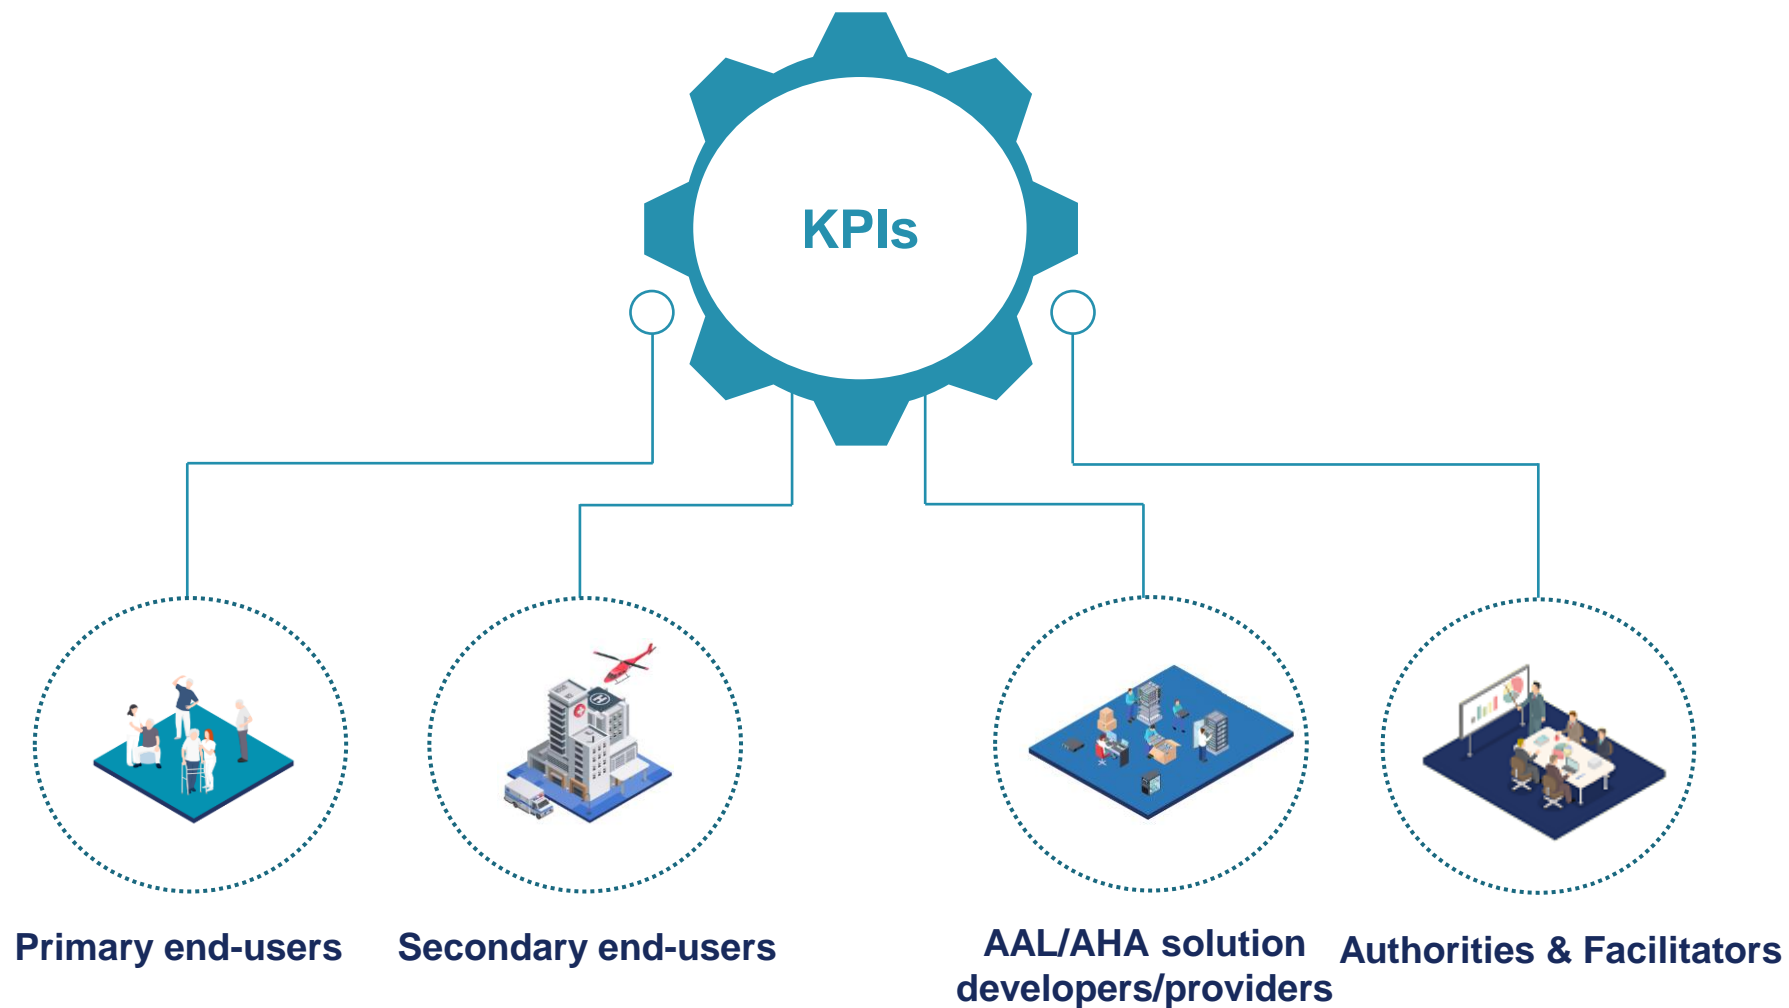 KPIs
H
Primary end-users
Secondary end-users
AAL/AHA solution
developers/providers
Authorities & Facilitators